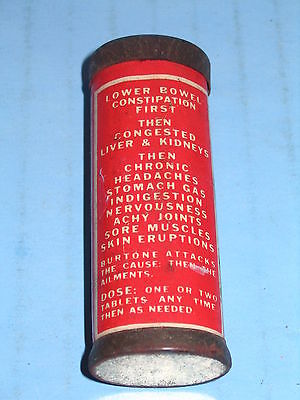 LOWER BOWEL
CONSTIPATION
FIRST
THEN
CONGESTED
LIVER & KIDNEYS
THEN
CHRONIC
HEADACHES
STOMACH GAS
INDIGESTION
NERVOUSNESS
ACHY JOINTS
SORE MUSCLES
SKIN ERUPTIONS
BURTONE ATTACKS
THE CAUSE: THEN THE
AILMENTS.
DOSE: ONE OR TWO
TABLETS ANY TIME
THEN AS NEEDED